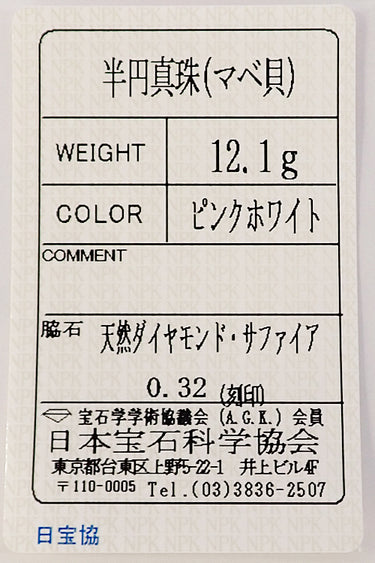 半円真珠(マベ貝)
WEIGHT 12.1g
COLOR ピンクホワイト
COMMENT
脇石 天然ダイヤモンド・サファイア
0.32 (刻印)
宝石学学術協議会 (A.G.K.) 会員
日本宝石科学協会
東京都台東区上野5-22-1 井上ビル4F
〒110-0005 Tel.(03)3836-2507
日宝協